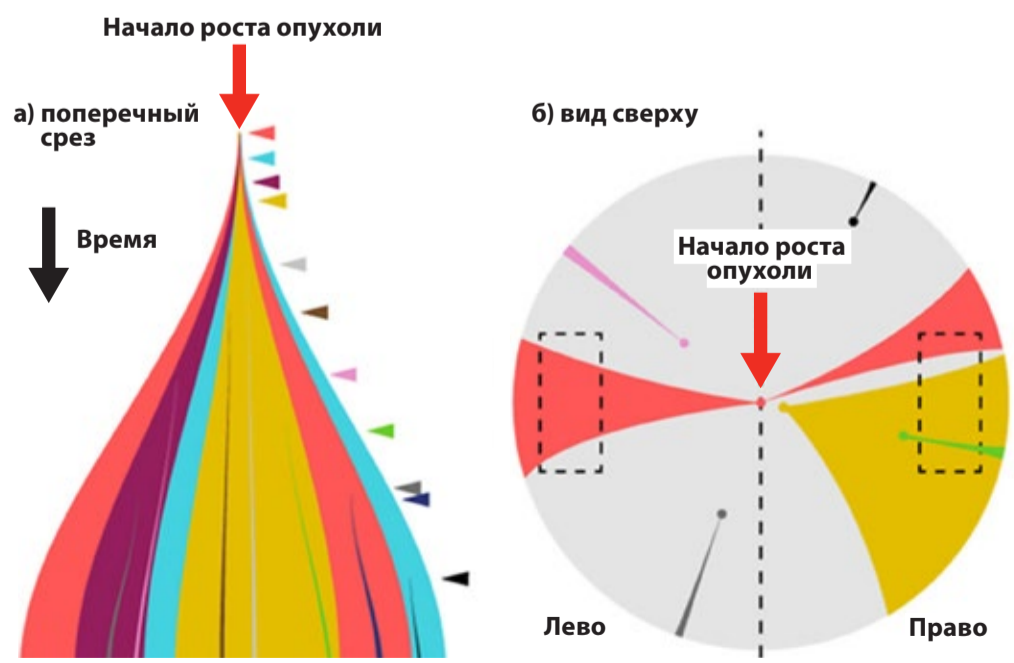 Начало роста опухоли
а) поперечный
срез
Время
б) вид сверху
Начало роста
опухоли
Лево
Право